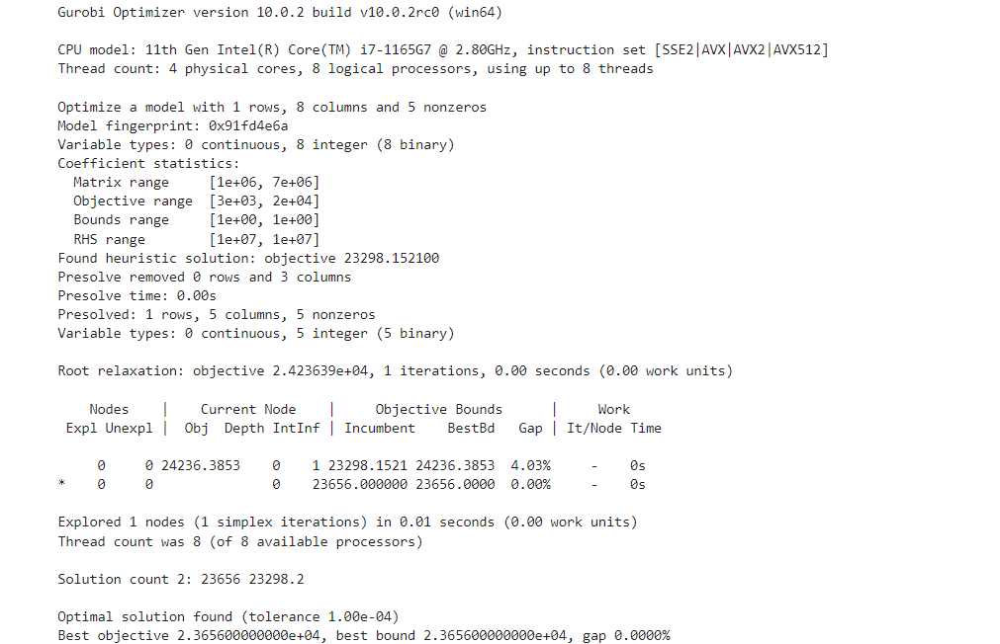 Gurobi Optimizer version 10.0.2 build v10.0.2rc0 (win64)
CPU model: 11th Gen Intel(R) Core(TM) i7-1165G7 @ 2.80GHz, instruction set [SSE2|AVX|AVX2|AVX512]
Thread count: 4 physical cores, 8 logical processors, using up to 8 threads
Optimize a model with 1 rows, 8 columns and 5 nonzeros
Model fingerprint: 0x91fd4e6a
Variable types: 0 continuous, 8 integer (8 binary)
Coefficient statistics:
  Matrix range     [1e+06, 7e+06]
  Objective range  [3e+03, 2e+04]
  Bounds range     [1e+00, 1e+00]
  RHS range        [1e+07, 1e+07]
Found heuristic solution: objective 23298.152100
Presolve removed 0 rows and 3 columns
Presolve time: 0.00s
Presolved: 1 rows, 5 columns, 5 nonzeros
Variable types: 0 continuous, 5 integer (5 binary)
Root relaxation: objective 2.423639e+04, 1 iterations, 0.00 seconds (0.00 work units)
    Nodes    |    Current Node    |     Objective Bounds      |     Work
 Expl Unexpl |  Obj  Depth IntInf | Incumbent    BestBd   Gap | It/Node Time
     0     0 24236.3853    0    1 23298.1521 24236.3853  4.03%     -    0s
*    0     0               0    23656.000000 23656.0000  0.00%     -    0s
Explored 1 nodes (1 simplex iterations) in 0.01 seconds (0.00 work units)
Thread count was 8 (of 8 available processors)
Solution count 2: 23656 23298.2
Optimal solution found (tolerance 1.00e-04)
Best objective 2.365600000000e+04, best bound 2.365600000000e+04, gap 0.0000%